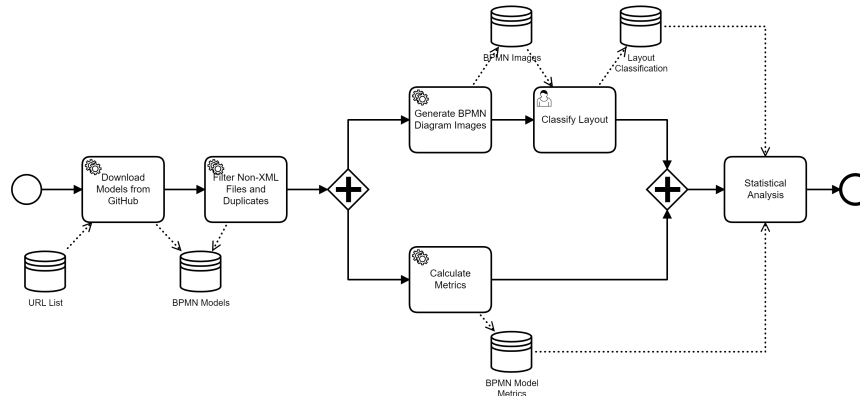 BPMN Images
Layout
Classification
Generate BPMN
Diagram Images
Classify Layout
Download
Models from
GitHub
Filter Non-XML
Files and
Duplicates
Statistical
Analysis
Calculate
Metrics
URL List
BPMN Models
BPMN Model
Metrics